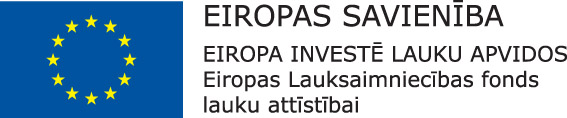 EIROPAS SAVIENĪBA
EIROPA INVESTĒ LAUKU APVIDOS
Eiropas Lauksaimniecības fonds
lauku attīstībai